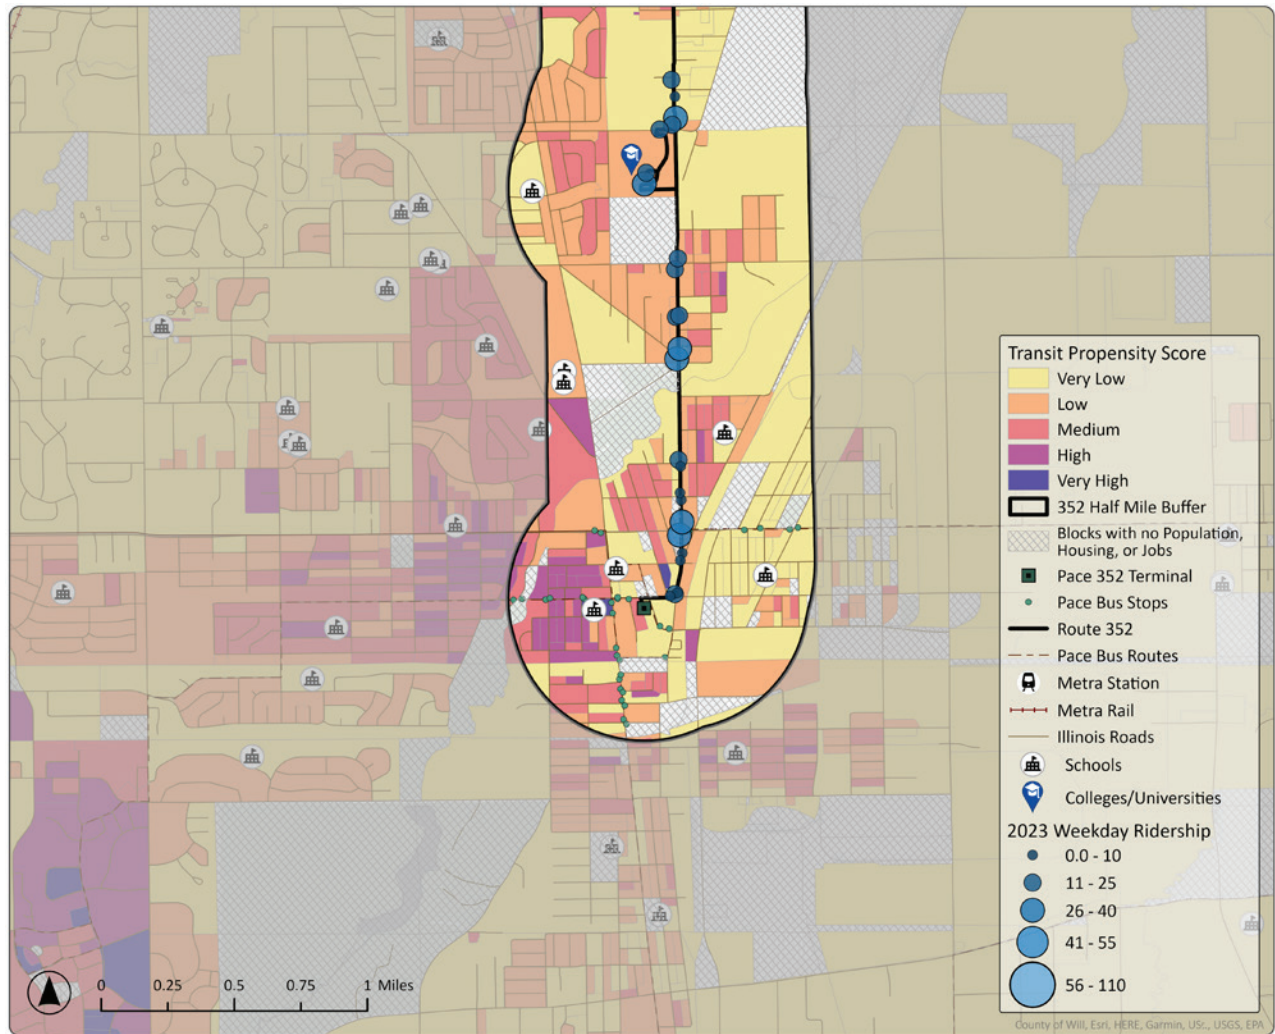 Transit Propensity Score
Very Low
Low
Medium
High
Very High
352 Half Mile Buffer
Blocks with no Population,
Housing, or Jobs
Pace 352 Terminal
Pace Bus Stops
Route 352
Pace Bus Routes
Metra Station
Metra Rail
Illinois Roads
Schools
Colleges/Universities
2023 Weekday Ridership
0.0 - 10
11 - 25
26 - 40
41 - 55
56 - 110
0 0.25 0.5 0.75 1 Miles
County of Will, Esri, HERE, Garmin, USG, USGS, EPA